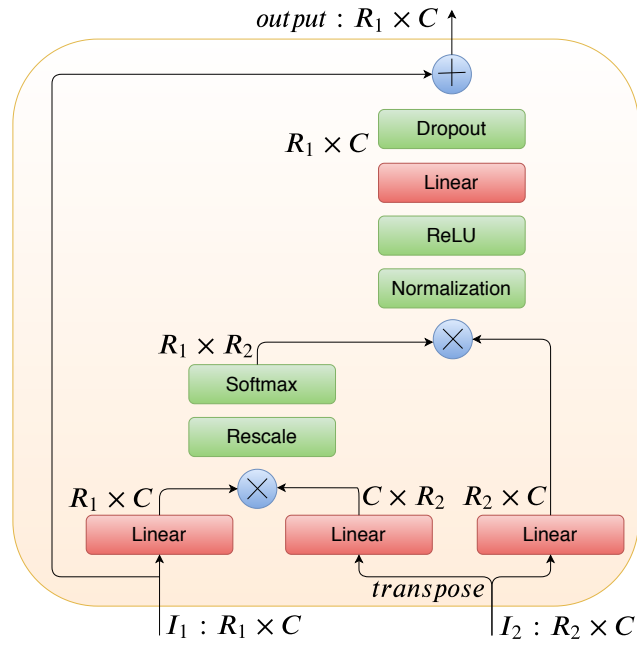 output : R₁ × C
Dropout
R₁ × C
Linear
ReLU
Normalization
R₁ × R₂
Softmax
Rescale
R₁ × C
C × R₂
R₂ × C
Linear
Linear
Linear
transpose
I₁ : R₁ × C
I₂ : R₂ × C